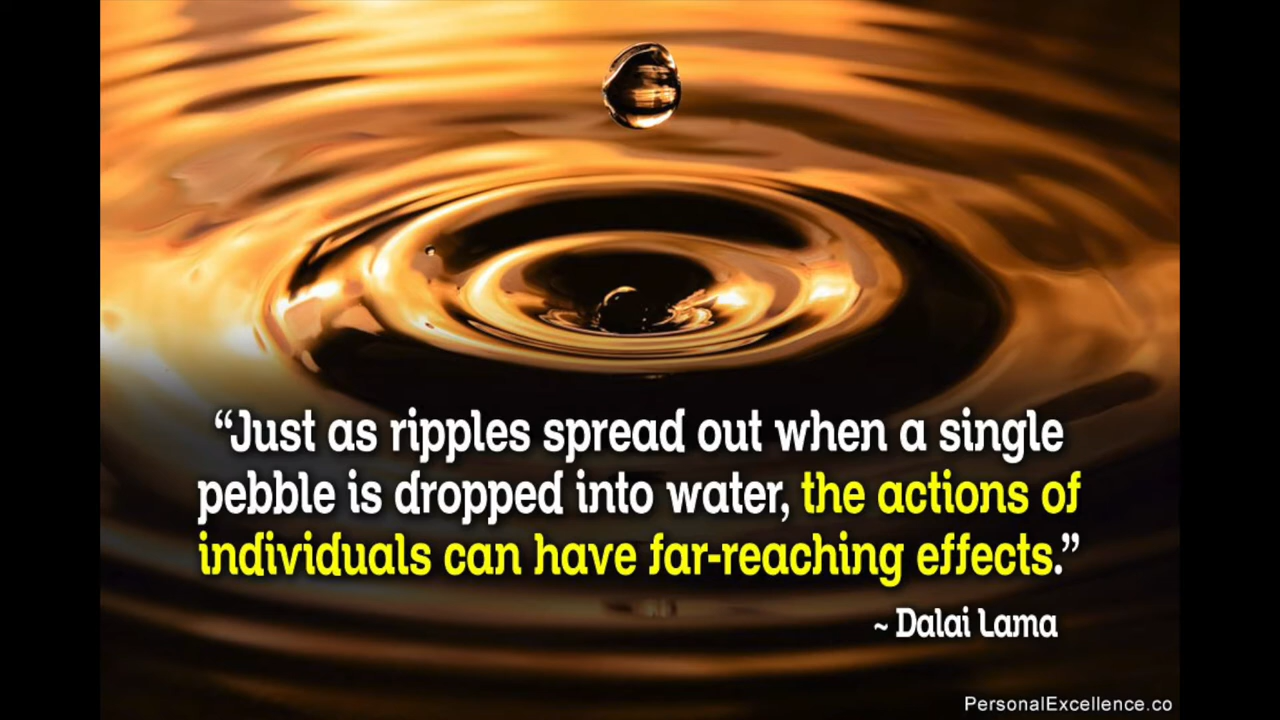 “Just as ripples spread out when a single
pebble is dropped into water, the actions of
individuals can have far-reaching effects.”
~ Dalai Lama
PersonalExcellence.co